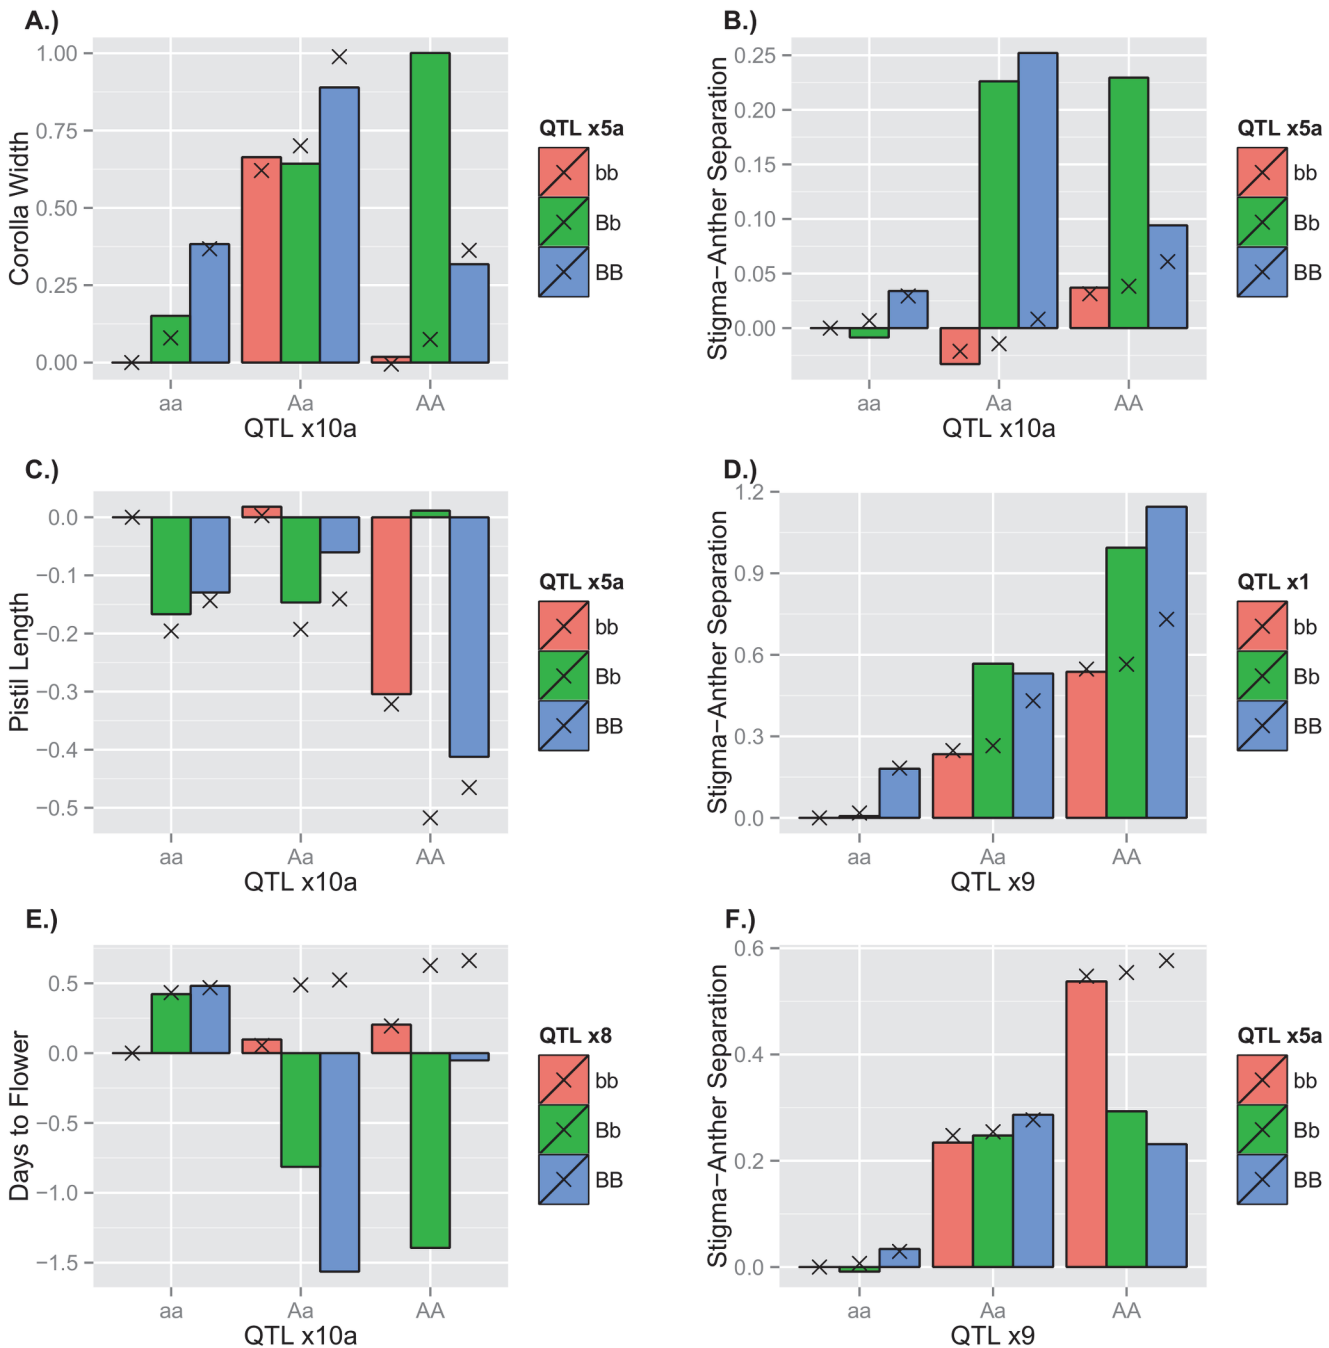 A.)
1.00
0.75
0.50
0.25
0.00
Corolla Width
aa
Aa
AA
QTL x10a
QTL x5a
bb
Bb
BB
B.)
0.25
0.20
0.15
0.10
0.05
0.00
Stigma−Anther Separation
aa
Aa
AA
QTL x10a
QTL x5a
bb
Bb
BB
C.)
0.0
−0.1
−0.2
−0.3
−0.4
−0.5
Pistil Length
aa
Aa
AA
QTL x10a
QTL x5a
bb
Bb
BB
D.)
1.2
0.9
0.6
0.3
0.0
Stigma−Anther Separation
aa
Aa
AA
QTL x9
QTL x1
bb
Bb
BB
E.)
0.5
0.0
−0.5
−1.0
−1.5
Days to Flower
aa
Aa
AA
QTL x10a
QTL x8
bb
Bb
BB
F.)
0.6
0.4
0.2
0.0
Stigma−Anther Separation
aa
Aa
AA
QTL x9
QTL x5a
bb
Bb
BB